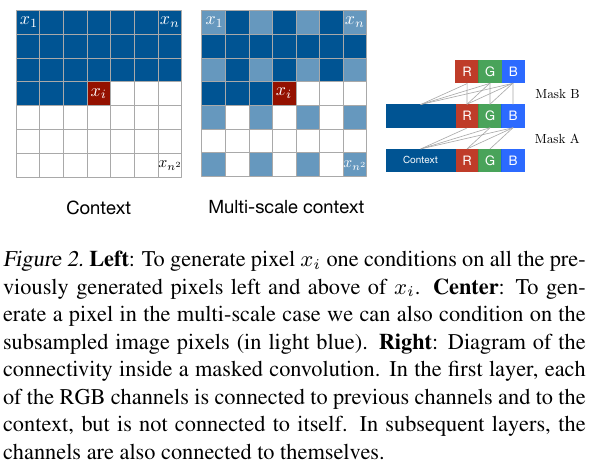 x_1 x_n x_1 x_n
R G B
Mask B
x_i x_i
R G B
Mask A
x_{n^2} x_{n^2}
Context R G B
Context Multi-scale context
Figure 2. Left: To generate pixel x_i one conditions on all the pre-
viously generated pixels left and above of x_i. Center: To gen-
erate a pixel in the multi-scale case we can also condition on the
subsampled image pixels (in light blue). Right: Diagram of the
connectivity inside a masked convolution. In the first layer, each
of the RGB channels is connected to previous channels and to the
context, but is not connected to itself. In subsequent layers, the
channels are also connected to themselves.